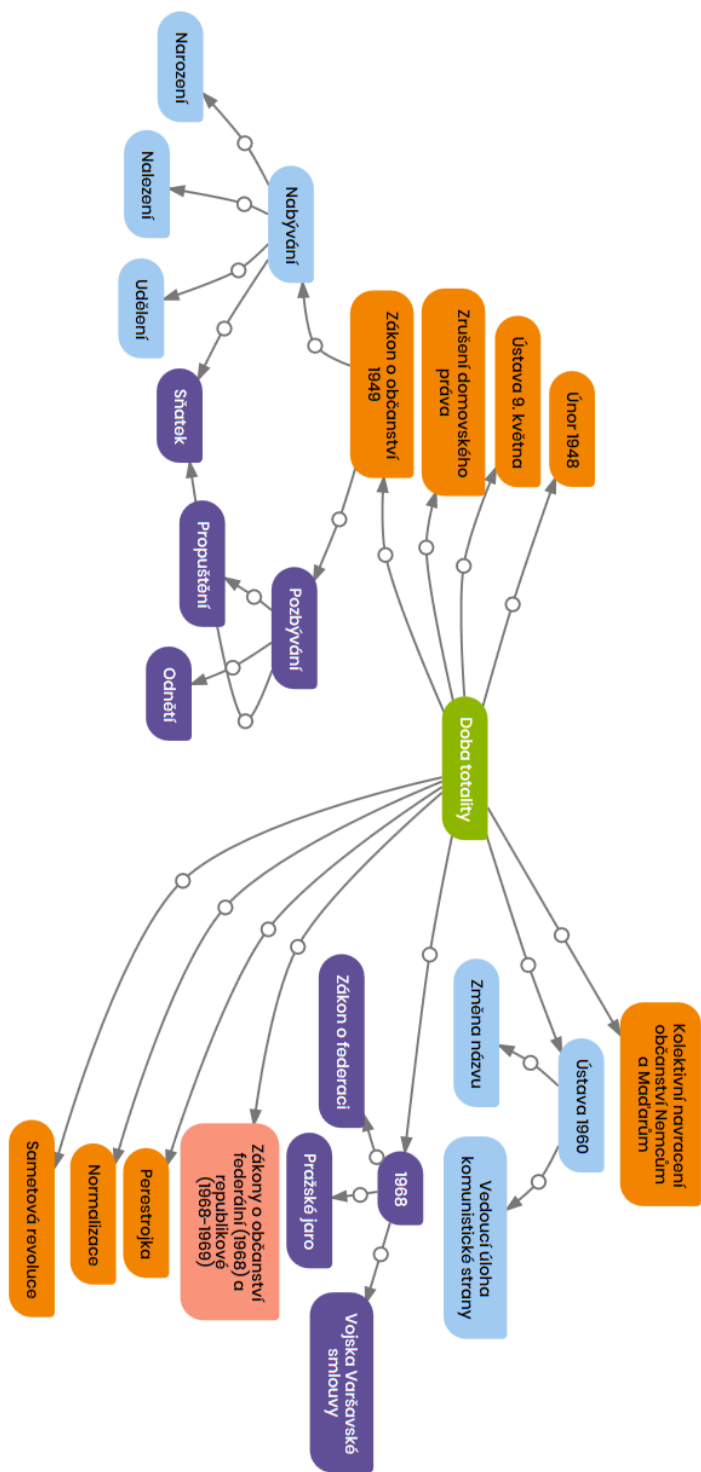 Únor 1948
Ústava 9. května
Zrušení domovského
práva
Zákon o občanství
1949
Nabývání
Narození
Nalezení
Udělení
Sňatek
Pozbývání
Propuštění
Odnětí
Doba totality
Kolektivní navracení
občanství Nemcům
a Maďarům
Ústava 1960
Změna názvu
Vedoucí úloha
komunistické strany
1968
Zákon o federaci
Pražské jaro
Vojska Varšavské
smlouvy
Zákony o občanství
federální (1968) a
republikové
(1968-1969)
Perestrojka
Normalizace
Sametová revoluce